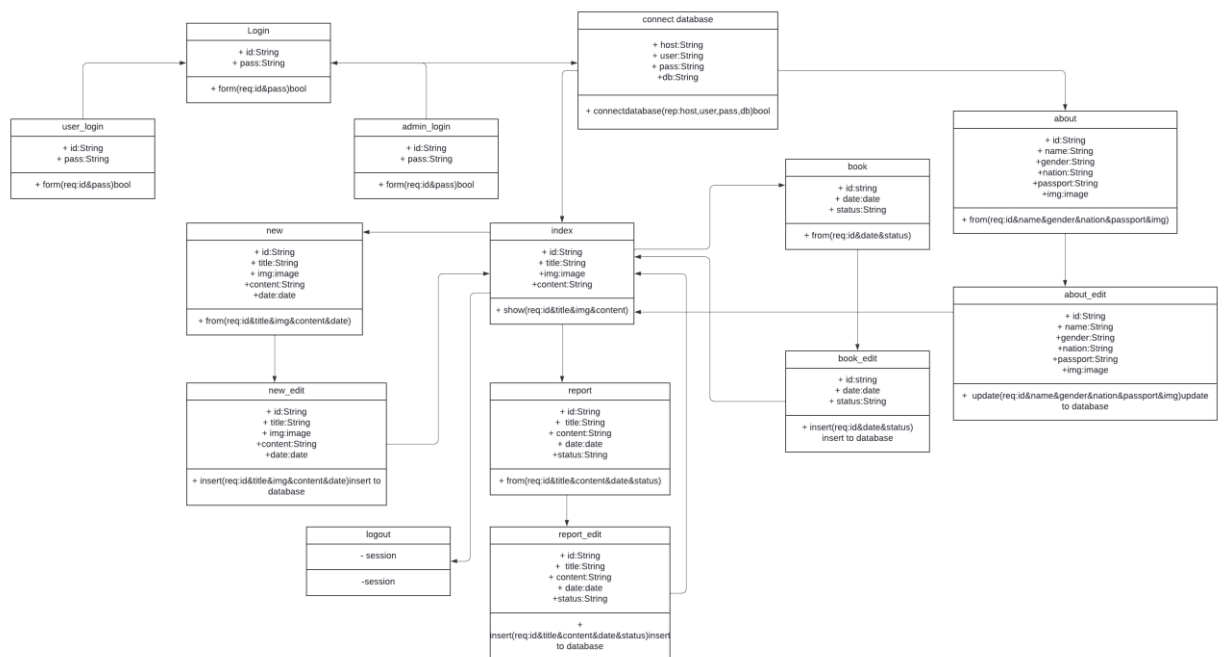 Login
+ id:String
+ pass:String
+ form(req:id&pass)bool
connect database
+ host:String
+ user:String
+ pass:String
+db:String
+ connectdatabase(rep:host,user,pass,db)bool
user_login
+ id:String
+ pass:String
+ form(req:id&pass)bool
admin_login
+ id:String
+ pass:String
+ form(req:id&pass)bool
about
+ id:String
+ name:String
+gender:String
+nation:String
+passport:String
+img:image
+ from(req:id&name&gender&nation&passport&img)
book
+ id:string
+ date:date
+ status:String
+ from(req:id&date&status)
new
+ id:String
+ title:String
+ img:image
+content:String
+date:date
+ from(req:id&title&img&content&date)
index
+ id:String
+ title:String
+img:image
+content:String
+ show(req:id&title&img&content)
about_edit
+ id:String
+ name:String
+gender:String
+nation:String
+passport:String
+img:image
+ update(req:id&name&gender&nation&passport&img)update
to database
book_edit
+ id:string
+ date:date
+ status:String
+ insert(req:id&date&status)
insert to database
new_edit
+ id:String
+ title:String
+ img:image
+content:String
+date:date
+ insert(req:id&title&img&content&date)insert to
database
report
+ id:String
+ title:String
+ content:String
+ date:date
+status:String
+ from(req:id&title&content&date&status)
logout
- session
-session
report_edit
+ id:String
+ title:String
+ content:String
+ date:date
+status:String
+
insert(req:id&title&content&date&status)insert
to database